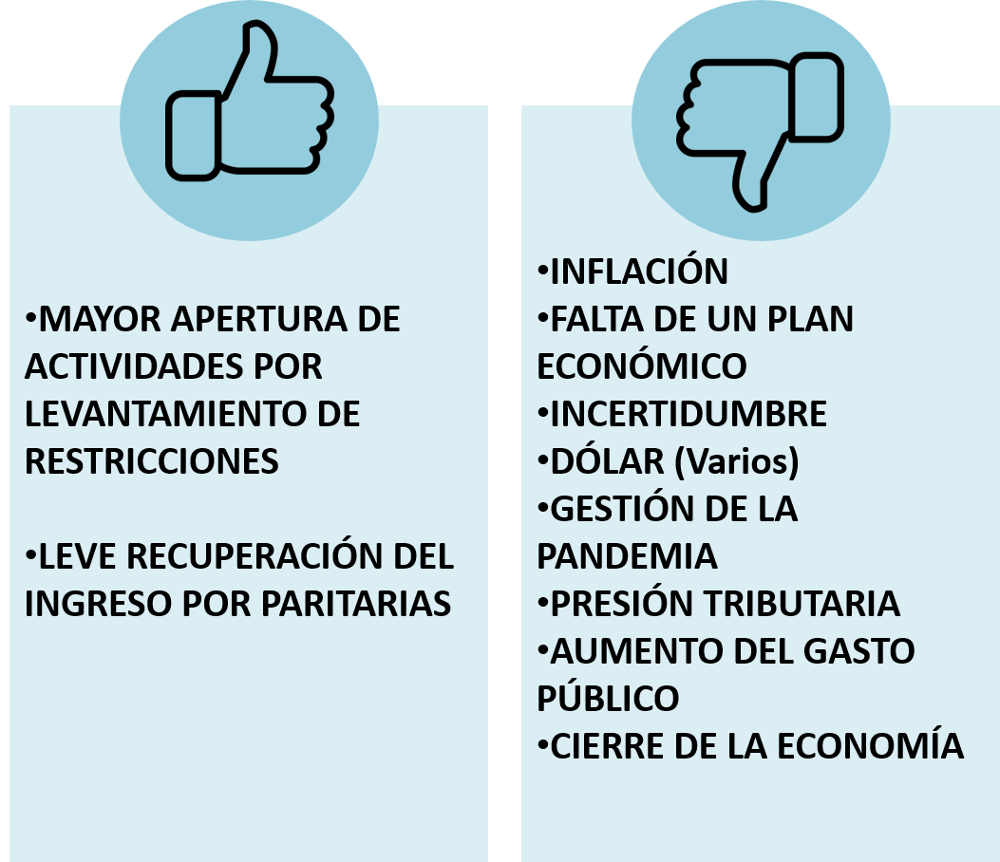 •MAYOR APERTURA DE
ACTIVIDADES POR
LEVANTAMIENTO DE
RESTRICCIONES
•LEVE RECUPERACIÓN DEL
INGRESO POR PARITARIAS
•INFLACIÓN
•FALTA DE UN PLAN
ECONÓMICO
•INCERTIDUMBRE
•DÓLAR (Varios)
•GESTIÓN DE LA
PANDEMIA
•PRESIÓN TRIBUTARIA
•AUMENTO DEL GASTO
PÚBLICO
•CIERRE DE LA ECONOMÍA